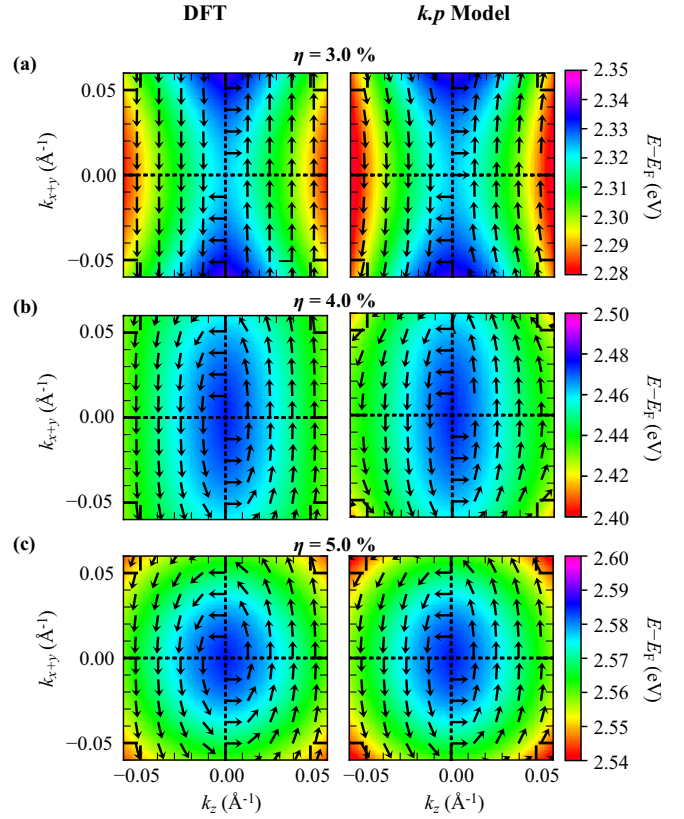 DFT
k.p Model
(a)
η = 3.0 %
0.05
0.00
−0.05
k_{x+y} (Å⁻¹)
2.35
2.34
2.33
2.32
2.31
2.30
2.29
2.28
E−E_F (eV)
(b)
η = 4.0 %
0.05
0.00
−0.05
k_{x+y} (Å⁻¹)
2.50
2.48
2.46
2.44
2.42
2.40
E−E_F (eV)
(c)
η = 5.0 %
0.05
0.00
−0.05
k_{x+y} (Å⁻¹)
2.60
2.59
2.58
2.57
2.56
2.55
2.54
E−E_F (eV)
−0.05 0.00 0.05 −0.05 0.00 0.05
k_z (Å⁻¹) k_z (Å⁻¹)